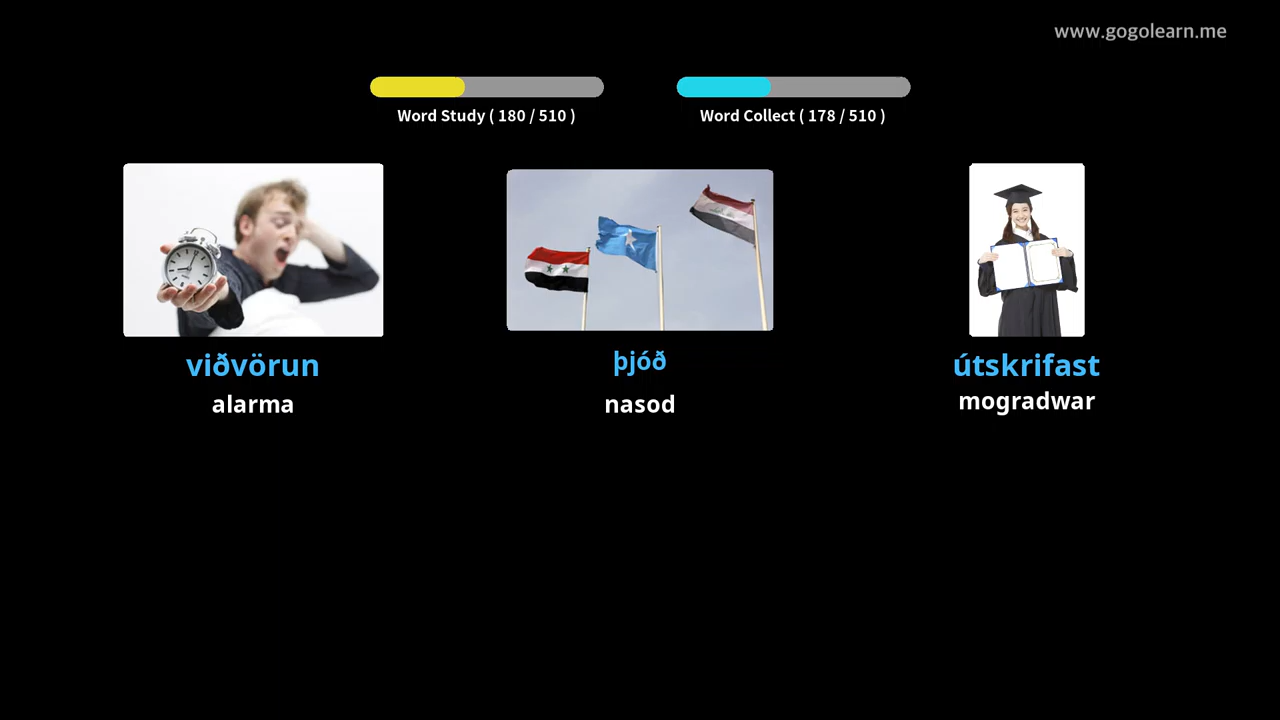 www.gogolearn.me
Word Study ( 180 / 510 )
Word Collect ( 178 / 510 )
viðvörun
alarma
þjóð
nasod
útskrifast
mogradwar